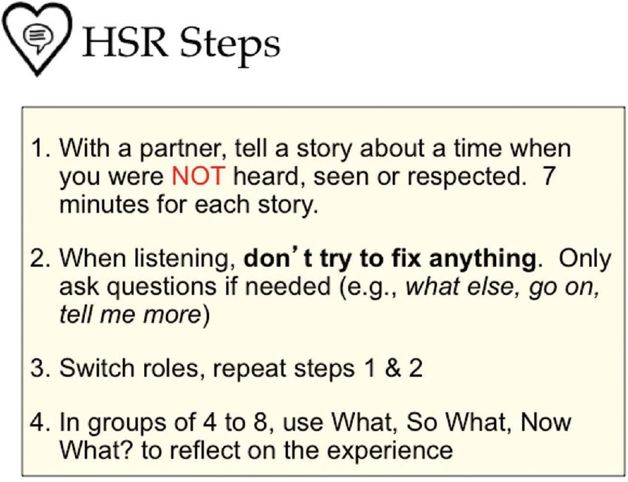 HSR Steps
1. With a partner, tell a story about a time when
you were NOT heard, seen or respected.  7
minutes for each story.
2. When listening, don’t try to fix anything.  Only
ask questions if needed (e.g., what else, go on,
tell me more)
3. Switch roles, repeat steps 1 & 2
4. In groups of 4 to 8, use What, So What, Now
What? to reflect on the experience